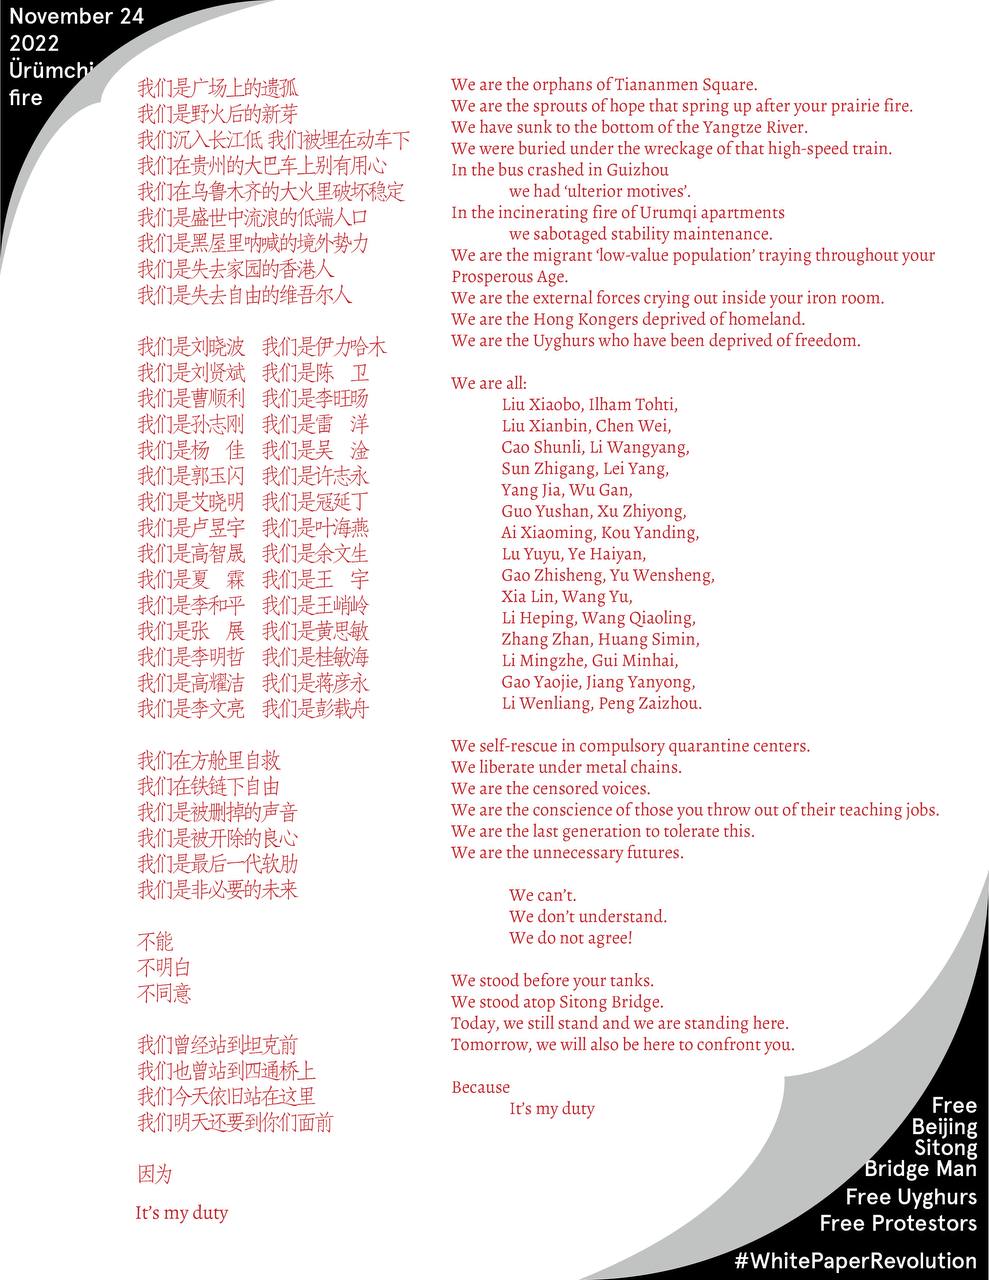 November 24
2022
Ürümchi
fire
我们是广场上的遗孤
我们是野火后的新芽
我们沉入长江低 我们被埋在动车下
我们在贵州的大巴车上别有用心
我们在乌鲁木齐的大火里破坏稳定
我们是盛世中流浪的低端人口
我们是黑屋里呐喊的境外势力
我们是失去家园的香港人
我们是失去自由的维吾尔人
我们是刘晓波 我们是伊力哈木
我们是刘贤斌 我们是陈 卫
我们是曹顺利 我们是李旺旸
我们是孙志刚 我们是雷 洋
我们是杨 佳 我们是吴 淦
我们是郭玉闪 我们是许志永
我们是艾晓明 我们是寇延丁
我们是卢昱宇 我们是叶海燕
我们是高智晟 我们是余文生
我们是夏 霖 我们是王 宇
我们是李和平 我们是王峭岭
我们是张 展 我们是黄思敏
我们是李明哲 我们是桂敏海
我们是高耀洁 我们是蒋彦永
我们是李文亮 我们是彭载舟
我们在方舱里自救
我们在铁链下自由
我们是被删掉的声音
我们是被开除的良心
我们是最后一代软肋
我们是非必要的未来
不能
不明白
不同意
我们曾经站到坦克前
我们也曾站到四通桥上
我们今天依旧站在这里
我们明天还要到你们面前
因为
It's my duty
We are the orphans of Tiananmen Square.
We are the sprouts of hope that spring up after your prairie fire.
We have sunk to the bottom of the Yangtze River.
We were buried under the wreckage of that high-speed train.
In the bus crashed in Guizhou
we had ‘ulterior motives’.
In the incinerating fire of Urumqi apartments
we sabotaged stability maintenance.
We are the migrant ‘low-value population’ traying throughout your
Prosperous Age.
We are the external forces crying out inside your iron room.
We are the Hong Kongers deprived of homeland.
We are the Uyghurs who have been deprived of freedom.
We are all:
Liu Xiaobo, Ilham Tohti,
Liu Xianbin, Chen Wei,
Cao Shunli, Li Wangyang,
Sun Zhigang, Lei Yang,
Yang Jia, Wu Gan,
Guo Yushan, Xu Zhiyong,
Ai Xiaoming, Kou Yanding,
Lu Yuyu, Ye Haiyan,
Gao Zhisheng, Yu Wensheng,
Xia Lin, Wang Yu,
Li Heping, Wang Qiaoling,
Zhang Zhan, Huang Simin,
Li Mingzhe, Gui Minhai,
Gao Yaojie, Jiang Yanyong,
Li Wenliang, Peng Zaizhou.
We self-rescue in compulsory quarantine centers.
We liberate under metal chains.
We are the censored voices.
We are the conscience of those you throw out of their teaching jobs.
We are the last generation to tolerate this.
We are the unnecessary futures.
We can’t.
We don’t understand.
We do not agree!
We stood before your tanks.
We stood atop Sitong Bridge.
Today, we still stand and we are standing here.
Tomorrow, we will also be here to confront you.
Because
It’s my duty
Free
Beijing
Sitong
Bridge Man
Free Uyghurs
Free Protestors
#WhitePaperRevolution